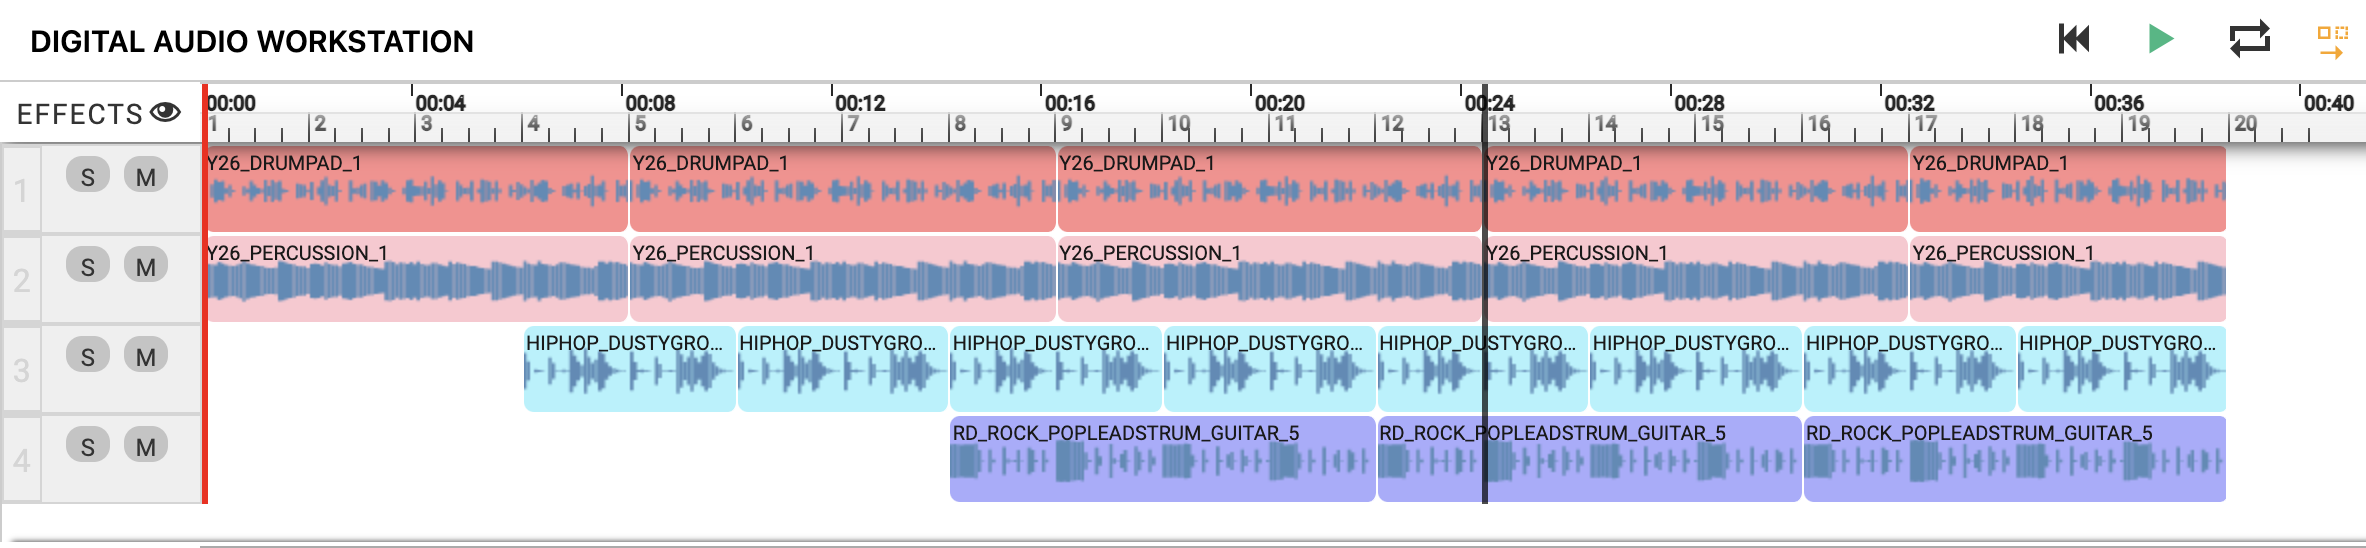 DIGITAL AUDIO WORKSTATION
EFFECTS
00:00 00:04 00:08 00:12 00:16 00:20 00:24 00:28 00:32 00:36 00:40
1 2 3 4 5 6 7 8 9 10 11 12 13 14 15 16 17 18 19 20
1 S M Y26_DRUMPAD_1 Y26_DRUMPAD_1 Y26_DRUMPAD_1 Y26_DRUMPAD_1 Y26_DRUMPAD_1
2 S M Y26_PERCUSSION_1 Y26_PERCUSSION_1 Y26_PERCUSSION_1 Y26_PERCUSSION_1 Y26_PERCUSSION_1
3 S M HIPHOP_DUSTYGRO... HIPHOP_DUSTYGRO... HIPHOP_DUSTYGRO... HIPHOP_DUSTYGRO... HIPHOP_DUSTYGRO... HIPHOP_DUSTYGRO... HIPHOP_DUSTYGRO... HIPHOP_DUSTYGRO...
4 S M RD_ROCK_POPLEADSTRUM_GUITAR_5 RD_ROCK_POPLEADSTRUM_GUITAR_5 RD_ROCK_POPLEADSTRUM_GUITAR_5